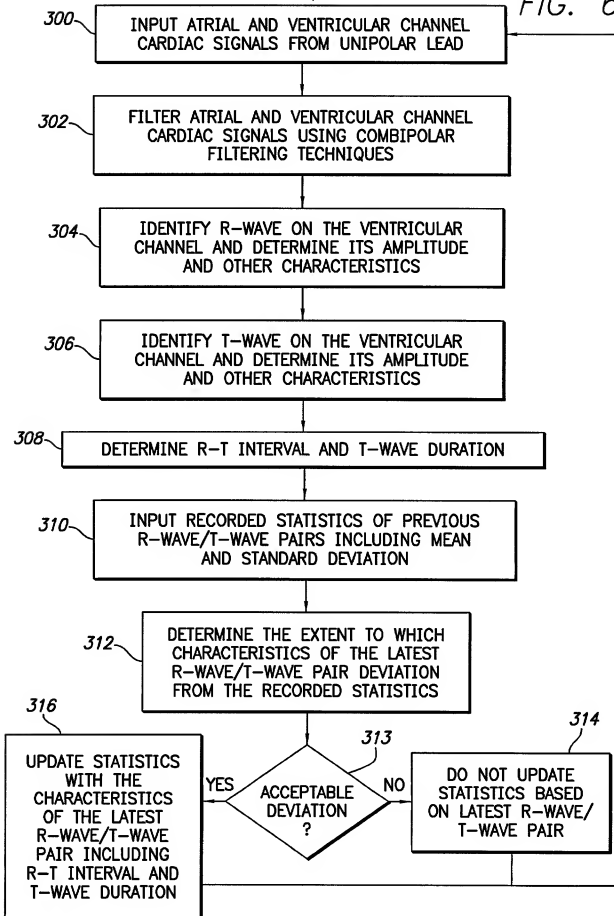 FIG. 6
300
INPUT ATRIAL AND VENTRICULAR CHANNEL
CARDIAC SIGNALS FROM UNIPOLAR LEAD
302
FILTER ATRIAL AND VENTRICULAR CHANNEL
CARDIAC SIGNALS USING COMBIPOLAR
FILTERING TECHNIQUES
304
IDENTIFY R-WAVE ON THE VENTRICULAR
CHANNEL AND DETERMINE ITS AMPLITUDE
AND OTHER CHARACTERISTICS
306
IDENTIFY T-WAVE ON THE VENTRICULAR
CHANNEL AND DETERMINE ITS AMPLITUDE
AND OTHER CHARACTERISTICS
308
DETERMINE R-T INTERVAL AND T-WAVE DURATION
310
INPUT RECORDED STATISTICS OF PREVIOUS
R-WAVE/T-WAVE PAIRS INCLUDING MEAN
AND STANDARD DEVIATION
312
DETERMINE THE EXTENT TO WHICH
CHARACTERISTICS OF THE LATEST
R-WAVE/T-WAVE PAIR DEVIATION
FROM THE RECORDED STATISTICS
313
ACCEPTABLE
DEVIATION
?
YES
NO
316
UPDATE STATISTICS
WITH THE
CHARACTERISTICS
OF THE LATEST
R-WAVE/T-WAVE
PAIR INCLUDING
R-T INTERVAL AND
T-WAVE DURATION
314
DO NOT UPDATE
STATISTICS BASED
ON LATEST R-WAVE/
T-WAVE PAIR